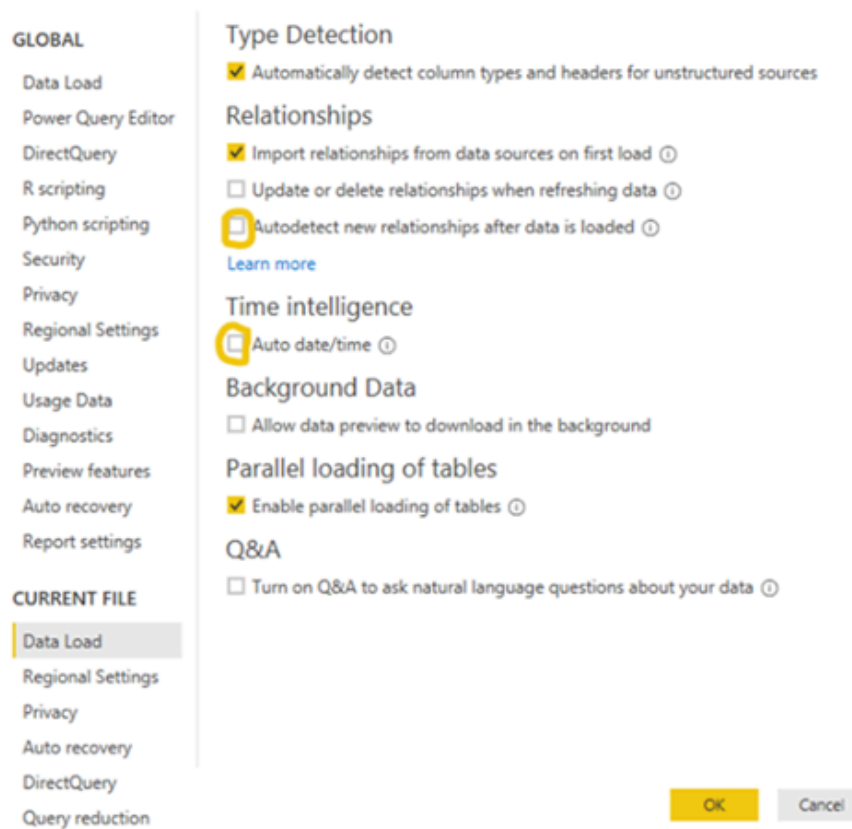 GLOBAL
Data Load
Power Query Editor
DirectQuery
R scripting
Python scripting
Security
Privacy
Regional Settings
Updates
Usage Data
Diagnostics
Preview features
Auto recovery
Report settings
CURRENT FILE
Data Load
Regional Settings
Privacy
Auto recovery
DirectQuery
Query reduction
Type Detection
Automatically detect column types and headers for unstructured sources
Relationships
Import relationships from data sources on first load
Update or delete relationships when refreshing data
Autodetect new relationships after data is loaded
Learn more
Time intelligence
Auto date/time
Background Data
Allow data preview to download in the background
Parallel loading of tables
Enable parallel loading of tables
Q&A
Turn on Q&A to ask natural language questions about your data
OK
Cancel